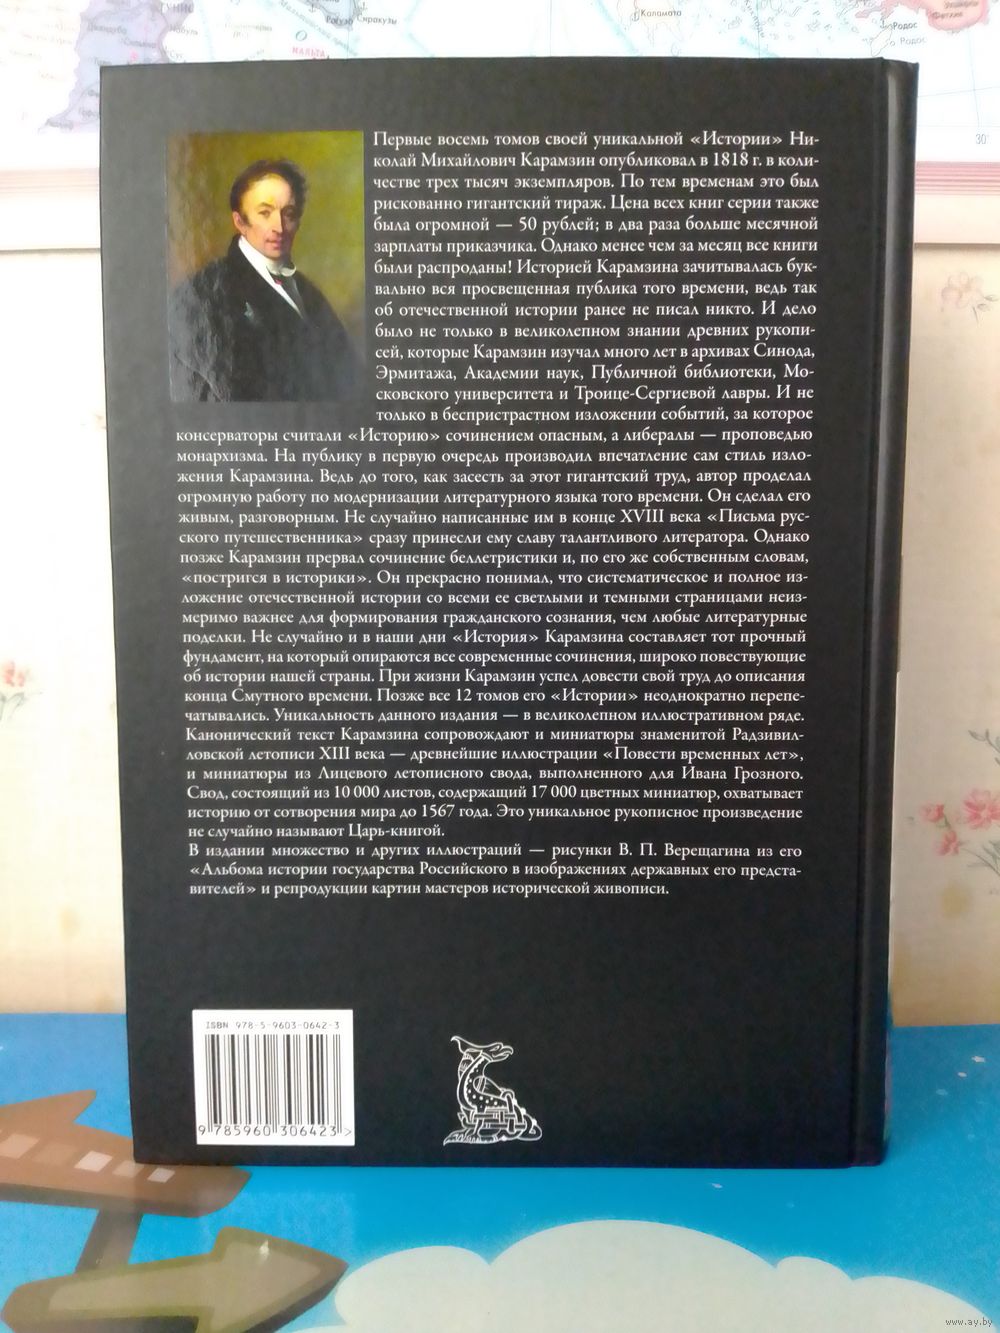 ТУНИС
Рагуза
Сиракузы
МАЛЬТА
Каламата
Родос
Родос
30°
Первые восемь томов своей уникальной «Истории» Ни-
колай Михайлович Карамзин опубликовал в 1818 г. в коли-
честве трех тысяч экземпляров. По тем временам это был
рискованно гигантский тираж. Цена всех книг серии также
была огромной — 50 рублей; в два раза больше месячной
зарплаты приказчика. Однако менее чем за месяц все книги
были распроданы! Историей Карамзина зачитывалась бук-
вально вся просвещенная публика того времени, ведь так
об отечественной истории ранее не писал никто. И дело
было не только в великолепном знании древних рукопи-
сей, которые Карамзин изучал много лет в архивах Синода,
Эрмитажа, Академии наук, Публичной библиотеки, Мо-
сковского университета и Троице-Сергиевой лавры. И не
только в беспристрастном изложении событий, за которое
консерваторы считали «Историю» сочинением опасным, а либералы — проповедью
монархизма. На публику в первую очередь производил впечатление сам стиль изло-
жения Карамзина. Ведь до того, как засесть за этот гигантский труд, автор проделал
огромную работу по модернизации литературного языка того времени. Он сделал его
живым, разговорным. Не случайно написанные им в конце XVIII века «Письма рус-
ского путешественника» сразу принесли ему славу талантливого литератора. Однако
позже Карамзин прервал сочинение беллетристики и, по его же собственным словам,
«постригся в историки». Он прекрасно понимал, что систематическое и полное из-
ложение отечественной истории со всеми ее светлыми и темными страницами неиз-
меримо важнее для формирования гражданского сознания, чем любые литературные
поделки. Не случайно и в наши дни «История» Карамзина составляет тот прочный
фундамент, на который опираются все современные сочинения, широко повествующие
об истории нашей страны. При жизни Карамзин успел довести свой труд до описания
конца Смутного времени. Позже все 12 томов его «Истории» неоднократно перепе-
чатывались. Уникальность данного издания — в великолепном иллюстративном ряде.
Канонический текст Карамзина сопровождают и миниатюры знаменитой Радзивил-
ловской летописи XIII века — древнейшие иллюстрации «Повести временных лет»,
и миниатюры из Лицевого летописного свода, выполненного для Ивана Грозного.
Свод, состоящий из 10 000 листов, содержащий 17 000 цветных миниатюр, охватывает
историю от сотворения мира до 1567 года. Это уникальное рукописное произведение
не случайно называют Царь-книгой.
В издании множество и других иллюстраций — рисунки В. П. Верещагина из его
«Альбома истории государства Российского в изображениях державных его предста-
вителей» и репродукции картин мастеров исторической живописи.
ISBN 978-5-9603-0642-3
9 785960 306423 >
www.ay.by